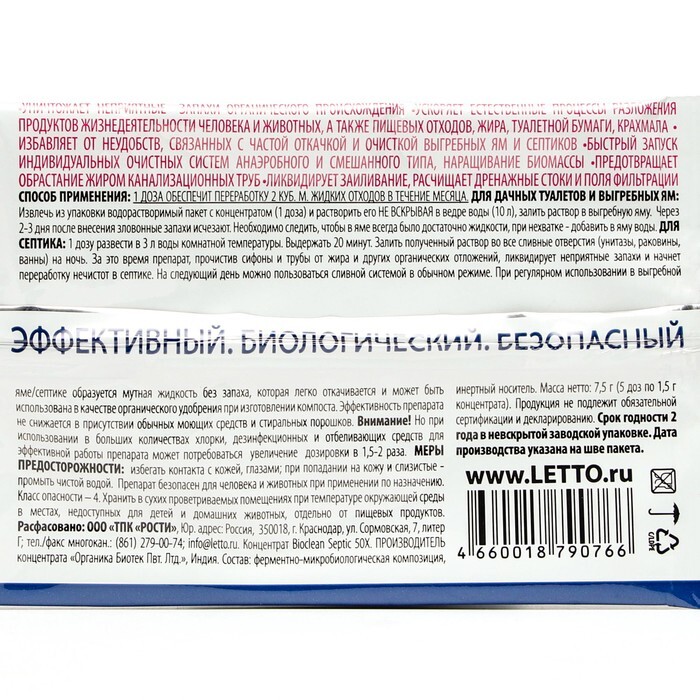 УНИЧТОЖАЕТ НЕПРИЯТНЫЕ ЗАПАХИ ОРГАНИЧЕСКОГО ПРОИСХОЖДЕНИЯ •УСКОРЯЕТ ЕСТЕСТВЕННЫЕ ПРОЦЕССЫ РАЗЛОЖЕНИЯ
ПРОДУКТОВ ЖИЗНЕДЕЯТЕЛЬНОСТИ ЧЕЛОВЕКА И ЖИВОТНЫХ, А ТАКЖЕ ПИЩЕВЫХ ОТХОДОВ, ЖИРА, ТУАЛЕТНОЙ БУМАГИ, КРАХМАЛА •
ИЗБАВЛЯЕТ ОТ НЕУДОБСТВ, СВЯЗАННЫХ С ЧАСТОЙ ОТКАЧКОЙ И ОЧИСТКОЙ ВЫГРЕБНЫХ ЯМ И СЕПТИКОВ •БЫСТРЫЙ ЗАПУСК
ИНДИВИДУАЛЬНЫХ ОЧИСТНЫХ СИСТЕМ АНАЭРОБНОГО И СМЕШАННОГО ТИПА, НАРАЩИВАНИЕ БИОМАССЫ •ПРЕДОТВРАЩАЕТ
ОБРАСТАНИЕ ЖИРОМ КАНАЛИЗАЦИОННЫХ ТРУБ •ЛИКВИДИРУЕТ ЗАИЛИВАНИЕ, РАСЧИЩАЕТ ДРЕНАЖНЫЕ СТОКИ И ПОЛЯ ФИЛЬТРАЦИИ
СПОСОБ ПРИМЕНЕНИЯ: 1 ДОЗА ОБЕСПЕЧИТ ПЕРЕРАБОТКУ 2 КУБ. М. ЖИДКИХ ОТХОДОВ В ТЕЧЕНИЕ МЕСЯЦА. ДЛЯ ДАЧНЫХ ТУАЛЕТОВ И ВЫГРЕБНЫХ ЯМ:
Извлечь из упаковки водорастворимый пакет с концентратом (1 доза) и растворить его НЕ ВСКРЫВАЯ в ведре воды (10 л), залить раствор в выгребную яму. Через
2-3 дня после внесения зловонные запахи исчезают. Необходимо следить, чтобы в яме всегда было достаточно жидкости, при нехватке - добавить в яму воды. ДЛЯ
СЕПТИКА: 1 дозу развести в 3 л воды комнатной температуры. Выдержать 20 минут. Залить полученный раствор во все сливные отверстия (унитазы, раковины,
ванны) на ночь. За это время препарат, прочистив сифоны и трубы от жира и других органических отложений, ликвидирует неприятные запахи и начнет
переработку нечистот в септике. На следующий день можно пользоваться сливной системой в обычном режиме. При регулярном использовании в выгребной
ЭФФЕКТИВНЫЙ. БИОЛОГИЧЕСКИЙ. БЕЗОПАСНЫЙ
яме/септике образуется мутная жидкость без запаха, которая легко откачивается и может быть
использована в качестве органического удобрения при изготовлении компоста. Эффективность препарата
не снижается в присутствии обычных моющих средств и стиральных порошков. Внимание! Но при
использовании в больших количествах хлорки, дезинфекционных и отбеливающих средств для
эффективной работы препарата может потребоваться увеличение дозировки в 1,5–2 раза. МЕРЫ
ПРЕДОСТОРОЖНОСТИ: избегать контакта с кожей, глазами; при попадании на кожу и слизистые -
промыть чистой водой. Препарат безопасен для человека и животных при применении по назначению.
Класс опасности – 4. Хранить в сухих проветриваемых помещениях при температуре окружающей среды
в местах, недоступных для детей и домашних животных, отдельно от пищевых продуктов.
Расфасовано: ООО «ТПК «РОСТИ», Юр. адрес: Россия, 350018, г. Краснодар, ул. Сормовская, 7, литер
Г; тел./факс многокан.: (861) 279-00-74; info@letto.ru. Концентрат Bioclean Septic 50X. ПРОИЗВОДИТЕЛЬ
концентрата «Органика Биотек Пвт. Лтд.», Индия. Состав: ферментно-микробиологическая композиция,
инертный носитель. Масса нетто: 7,5 г (5 доз по 1,5 г
концентрата). Продукция не подлежит обязательной
сертификации и декларированию. Срок годности 2
года в невскрытой заводской упаковке. Дата
производства указана на шве пакета.
www.LETTO.ru
4 660018 790766
C/LDPE